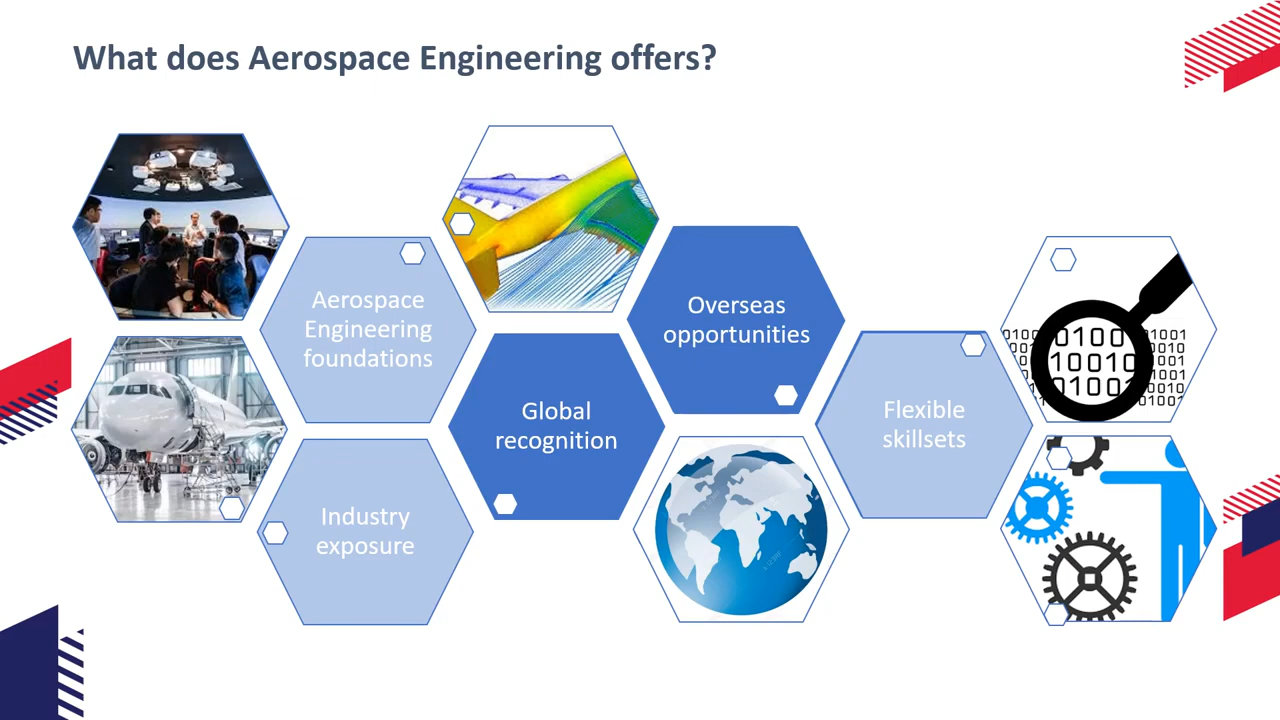 What does Aerospace Engineering offers?
Aerospace
Engineering
foundations
Industry
exposure
Global
recognition
Overseas
opportunities
Flexible
skillsets